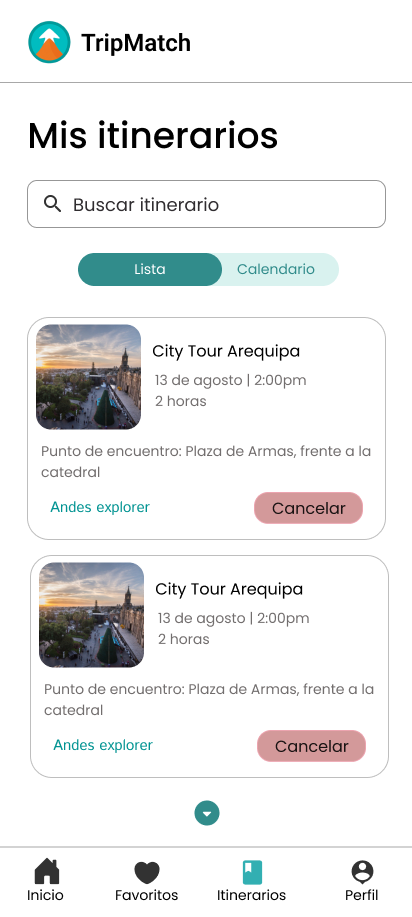 TripMatch
Mis itinerarios
Buscar itinerario
Lista
Calendario
City Tour Arequipa
13 de agosto | 2:00pm
2 horas
Punto de encuentro: Plaza de Armas, frente a la
catedral
Andes explorer
Cancelar
City Tour Arequipa
13 de agosto | 2:00pm
2 horas
Punto de encuentro: Plaza de Armas, frente a la
catedral
Andes explorer
Cancelar
Inicio
Favoritos
Itinerarios
Perfil